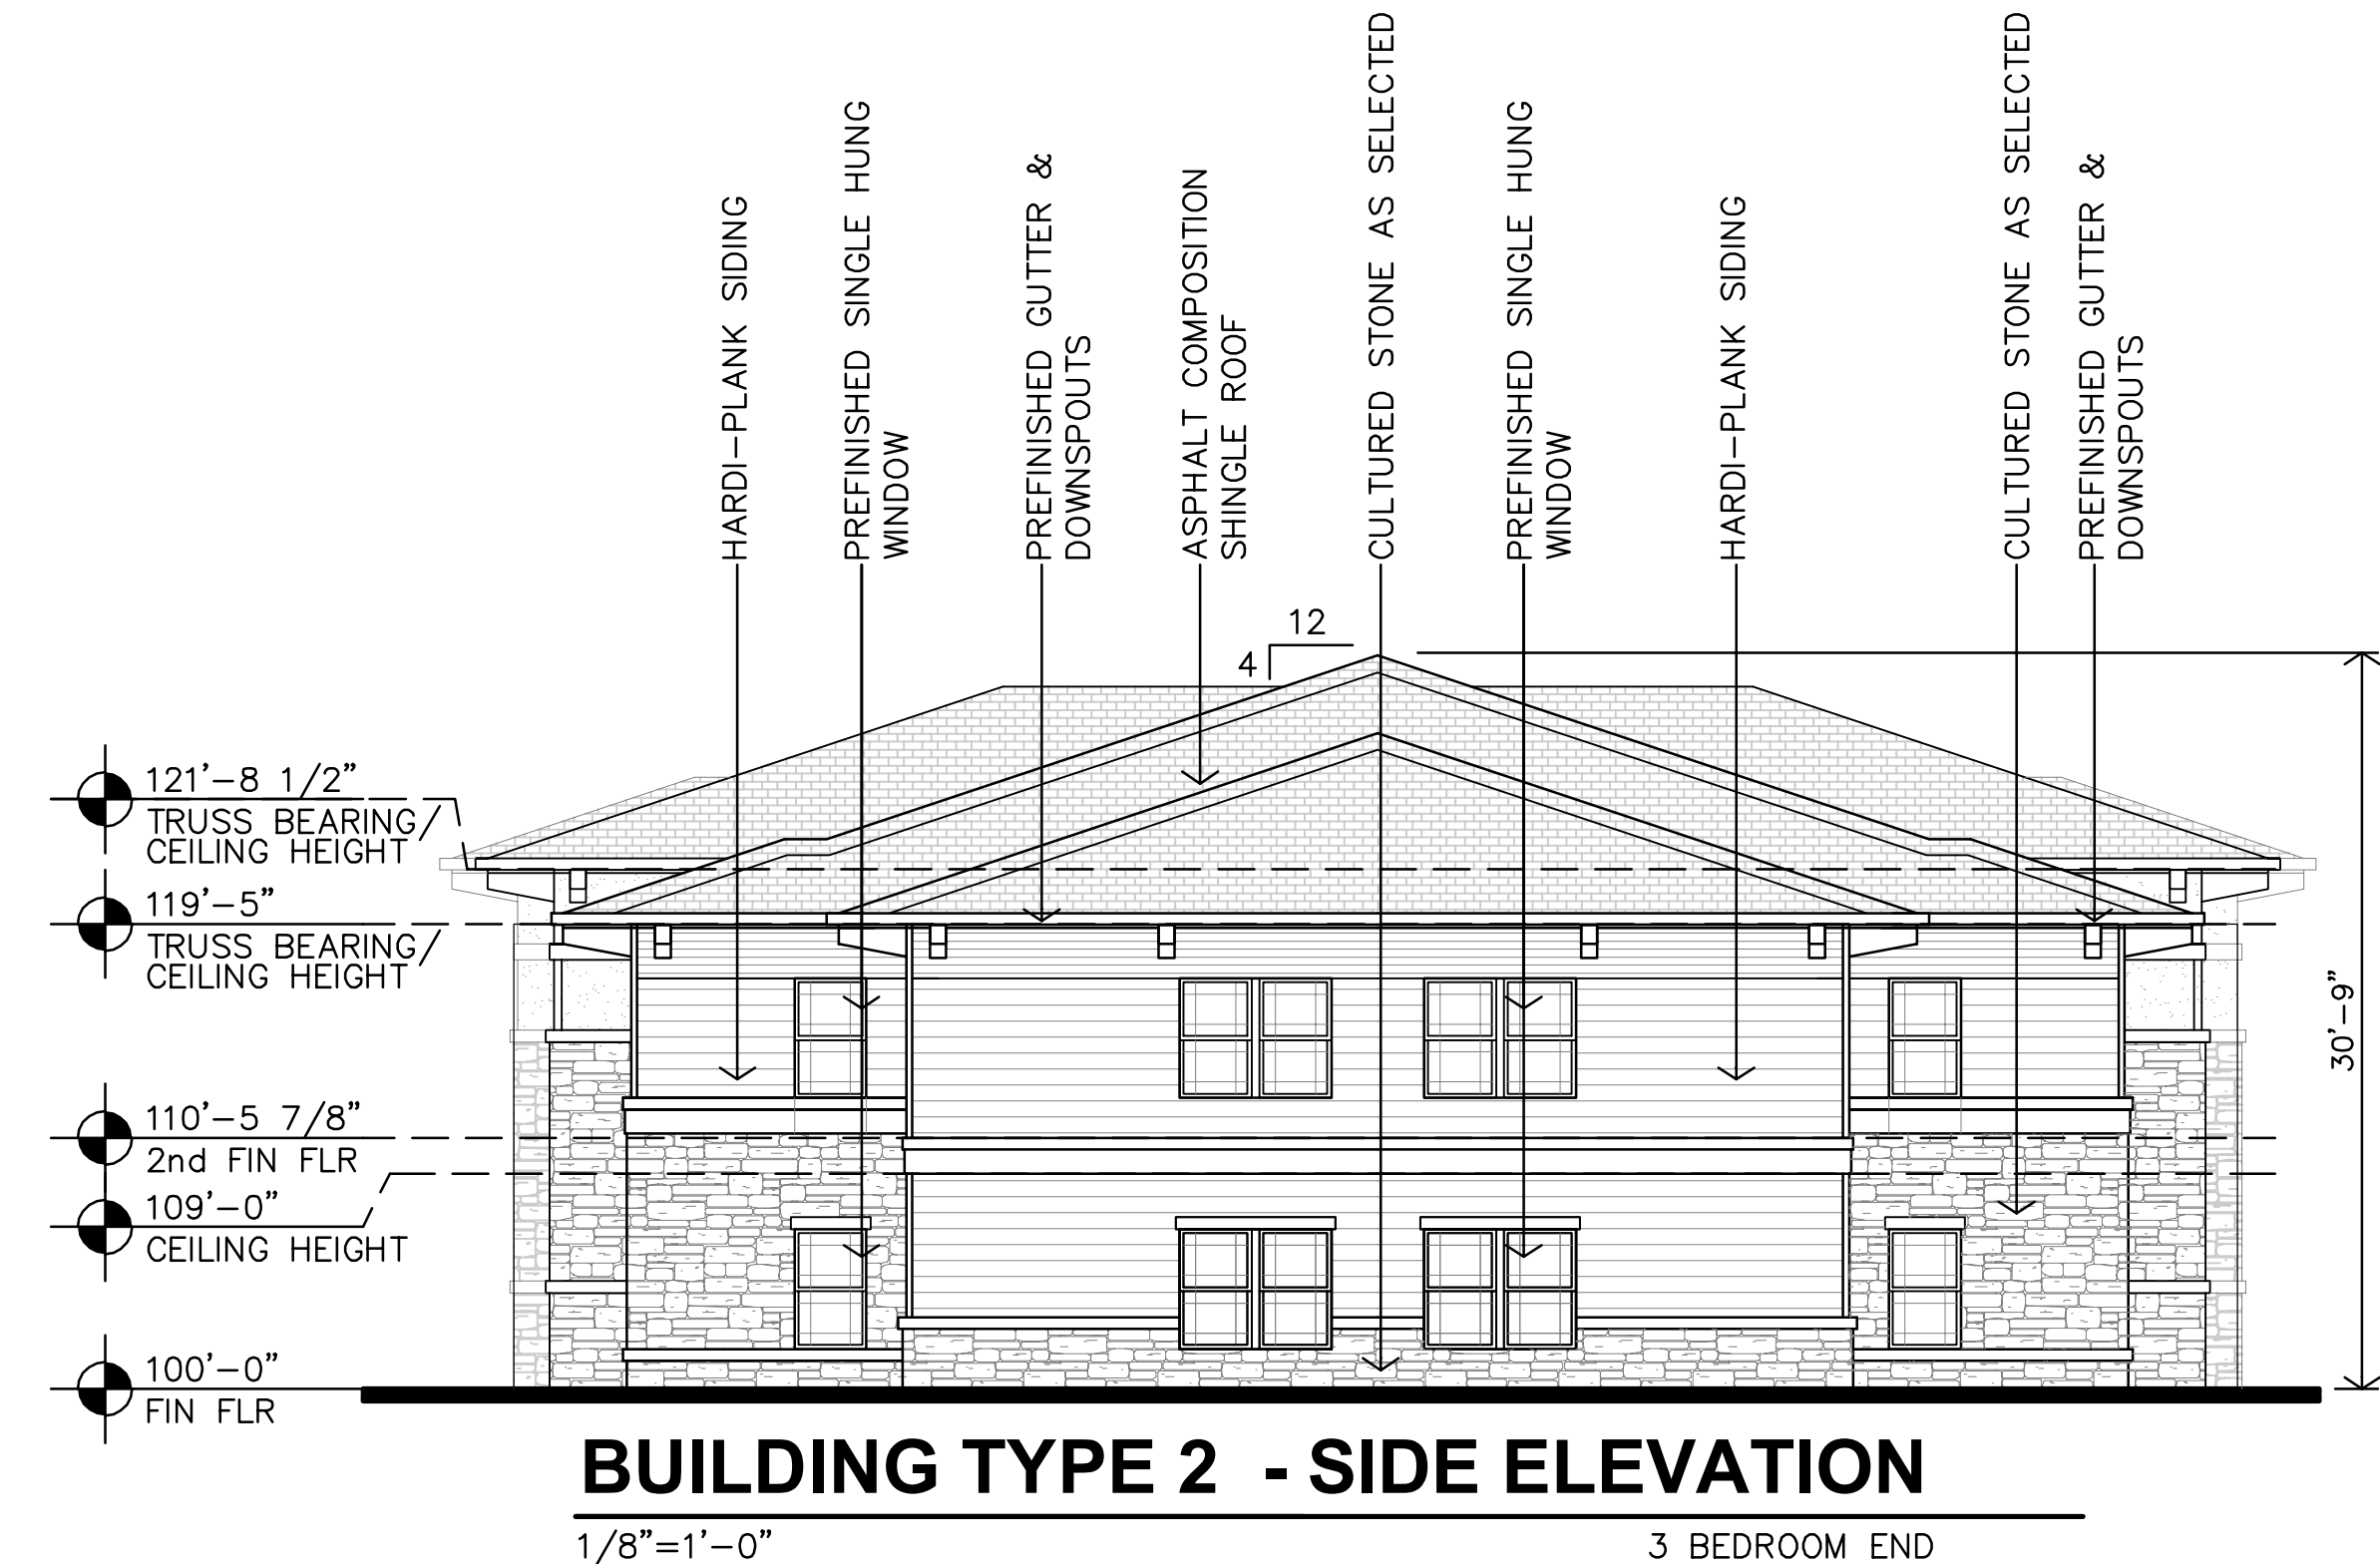 HARDI-PLANK SIDING
PREFINISHED SINGLE HUNG
WINDOW
PREFINISHED GUTTER &
DOWNSPOUTS
ASPHALT COMPOSITION
SHINGLE ROOF
CULTURED STONE AS SELECTED
PREFINISHED SINGLE HUNG
WINDOW
HARDI-PLANK SIDING
CULTURED STONE AS SELECTED
PREFINISHED GUTTER &
DOWNSPOUTS
12
4
121'-8 1/2"
TRUSS BEARING/
CEILING HEIGHT
119'-5"
TRUSS BEARING/
CEILING HEIGHT
30'-9"
110'-5 7/8"
2nd FIN FLR
109'-0"
CEILING HEIGHT
100'-0"
FIN FLR
BUILDING TYPE 2 - SIDE ELEVATION
1/8"=1'-0"
3 BEDROOM END